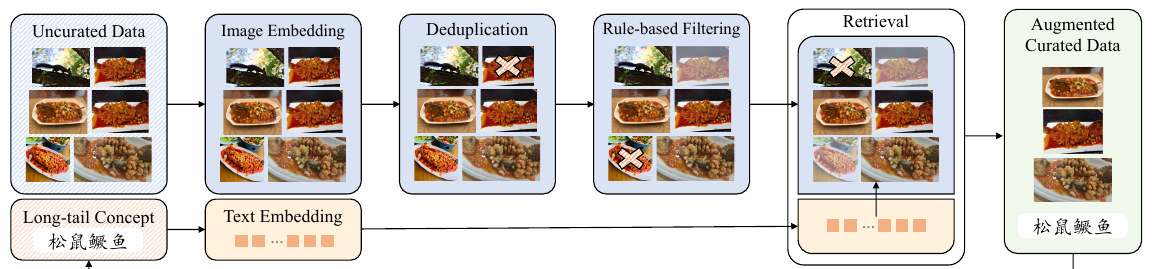 Uncurated Data
Image Embedding
Deduplication
Rule-based Filtering
Retrieval
Augmented
Curated Data
Long-tail Concept
松鼠鳜鱼
Text Embedding
...
...
松鼠鳜鱼